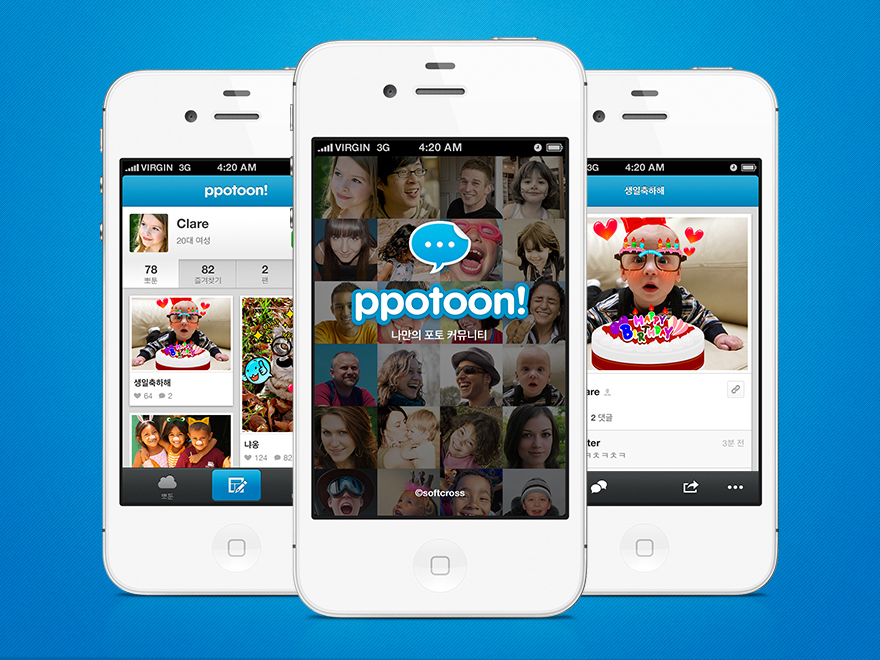 VIRGIN 3G 4:20 AM
ppotoon!
Clare
20대 여성
78
뽀툰
82
즐겨찾기
2
팬
생일축하해
64 2
냐옹
124 82
뽀툰
VIRGIN 3G 4:20 AM
ppotoon!
나만의 포토 커뮤니티
©softcross
3G 4:20 AM
생일축하해
HAPPY
BIRTHDAY
are
2 댓글
ter
3분 전
ㅋㅊㅋㅊㅋ